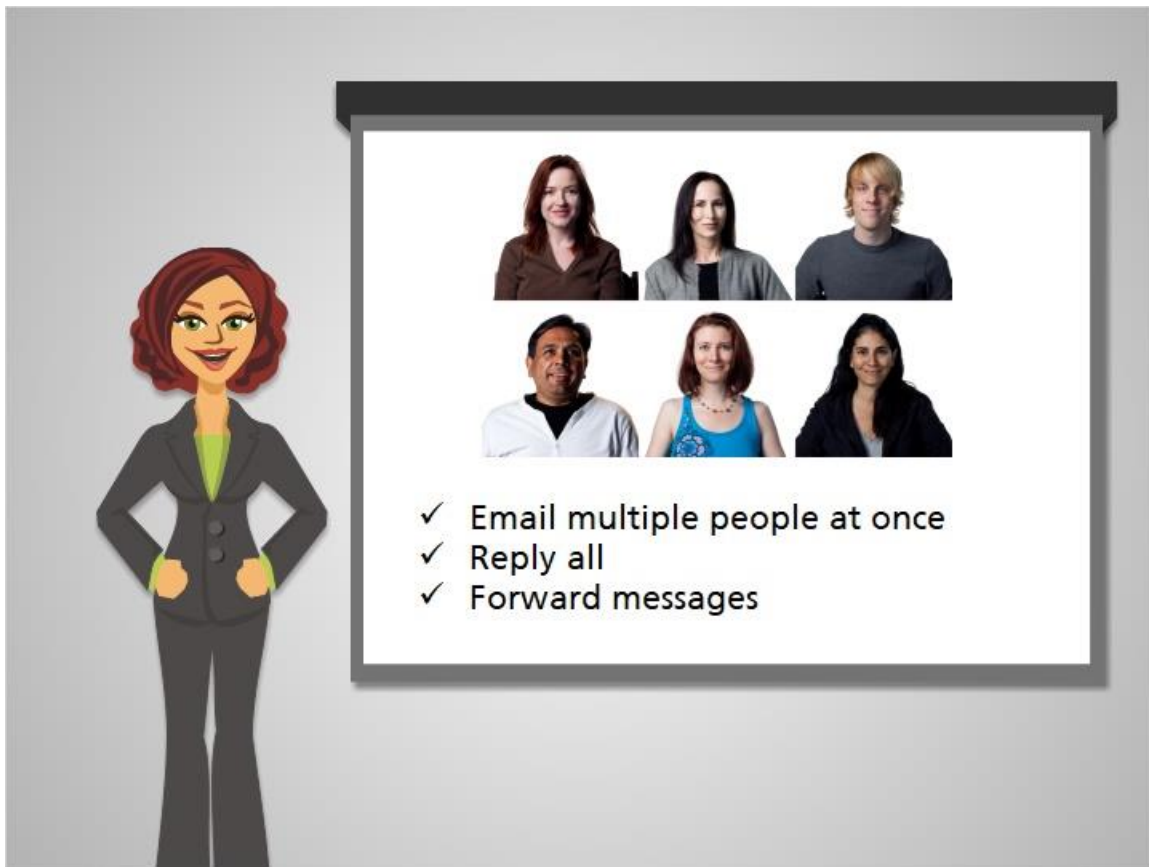 ✓ Email multiple people at once
✓ Reply all
✓ Forward messages